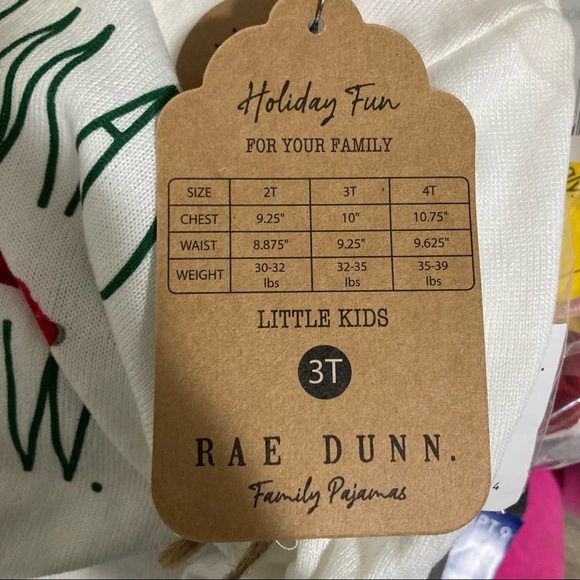 Holiday Fun
FOR YOUR FAMILY
SIZE 2T 3T 4T
CHEST 9.25" 10" 10.75"
WAIST 8.875" 9.25" 9.625"
WEIGHT 30-32 lbs 32-35 lbs 35-39 lbs
LITTLE KIDS
3T
RAE DUNN.
Family Pajamas
4